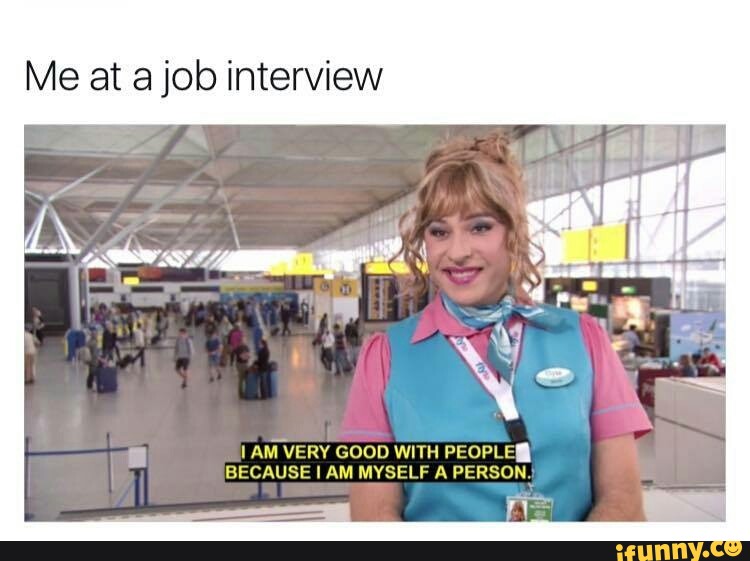 Me at a job interview
I AM VERY GOOD WITH PEOPLE
BECAUSE I AM MYSELF A PERSON.
ifunny.co